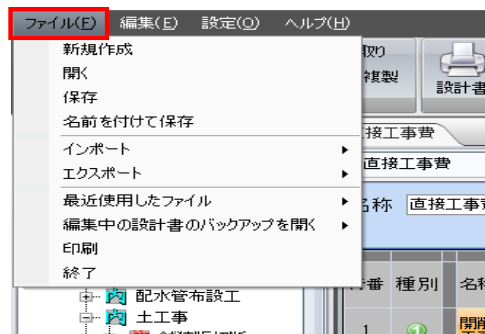 ファイル(F) 編集(E) 設定(O) ヘルプ(H)
新規作成
開く
保存
名前を付けて保存
インポート
エクスポート
最近使用したファイル
編集中の設計書のバックアップを開く
印刷
終了
取り
複製
設計書
接工事費
直接工事費
名称 直接工事
番 種別 名称
1
内 配水管布設工
内 土工事